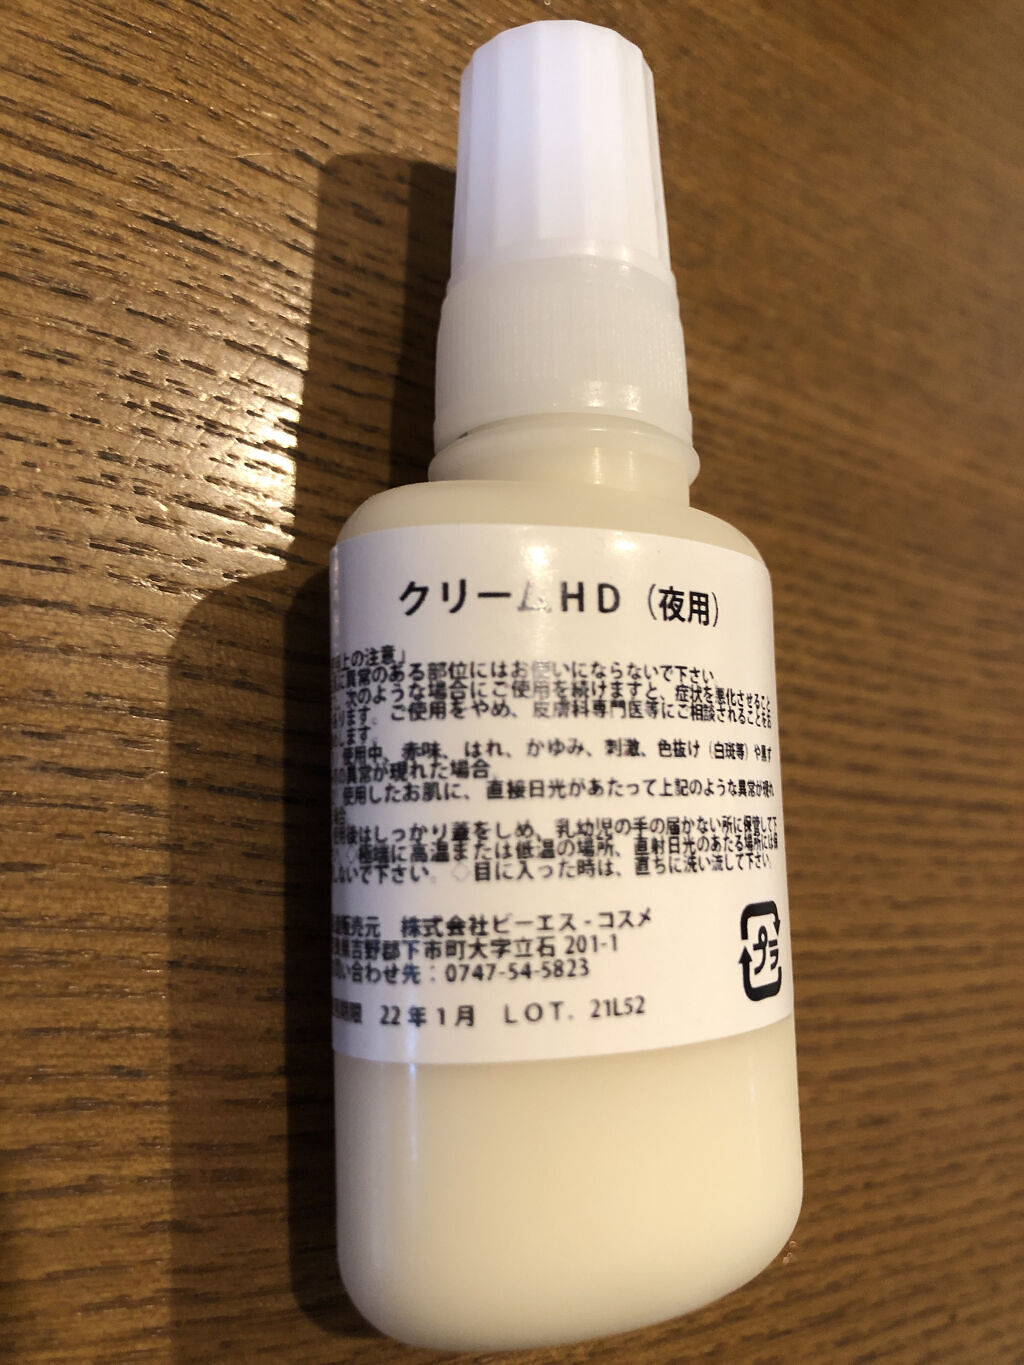 クリームHD（夜用）
上の注意」
に異常のある部位にはお使いにならないで下さい。
次のような場合にご使用を続けますと、症状を悪化させること
ります。ご使用をやめ、皮膚科専門医等にご相談されることをお
します。
使用中、赤味、はれ、かゆみ、刺激、色抜け（白斑等）や黒ず
の異常が現れた場合。
使用したお肌に、直接日光があたって上記のような異常が現れ
場合。
後はしっかり蓋をしめ、乳幼児の手の届かない所に保管して下
◇極端に高温または低温の場所、直射日光のあたる場所には保
しないで下さい。◇目に入った時は、直ちに洗い流して下さい。
販売元 株式会社ピーエス-コスメ
県吉野郡下市町大字立石 201-1
い合わせ先：0747-54-5823
期限 22年1月 LOT. 21L52
プラ